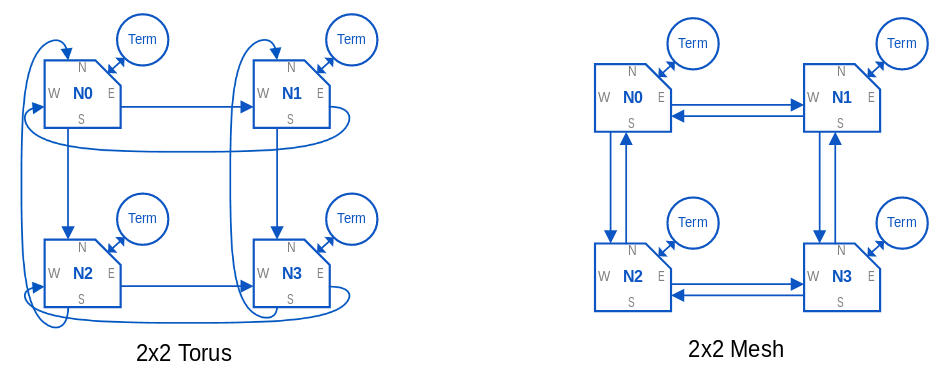 Term Term Term Term
N N N N
W N0 E W N1 E W N0 E W N1 E
S S S S
Term Term Term Term
N N N N
W N2 E W N3 E W N2 E W N3 E
S S S S
2x2 Torus 2x2 Mesh